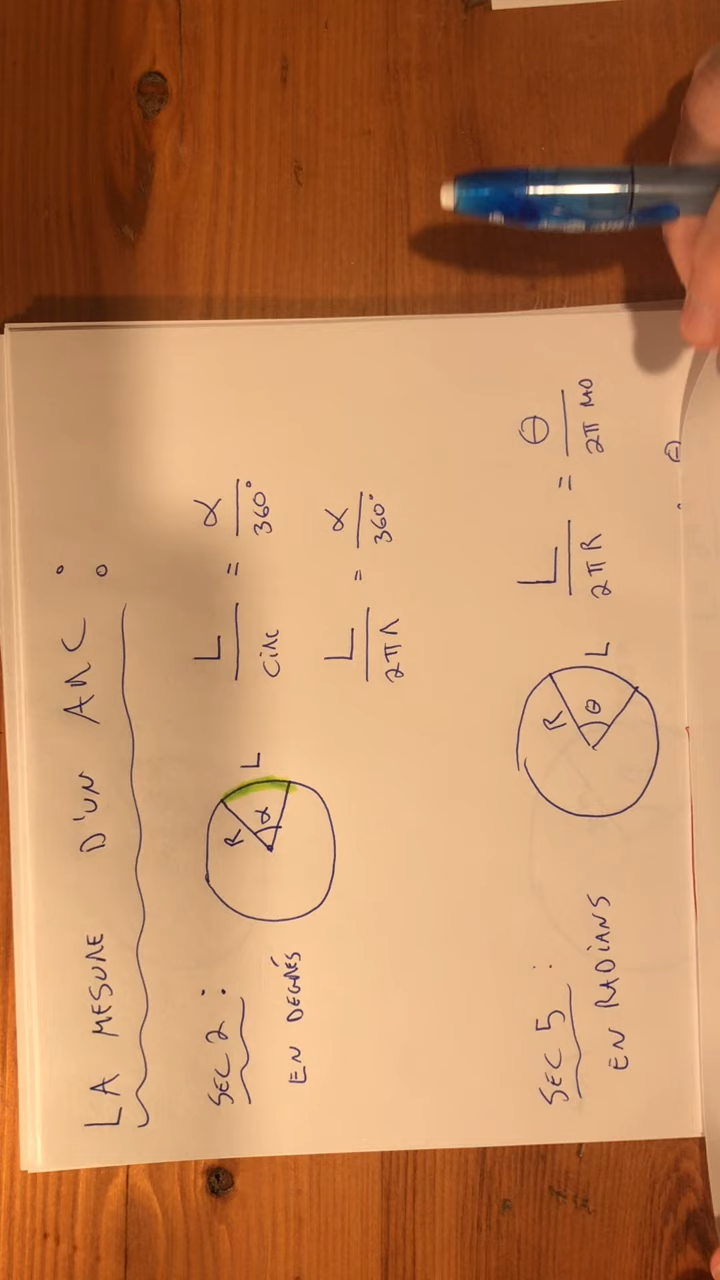 LA MESURE D'UN ARC :
SEC 2 :
EN DEGRÉS
R
α
L
L / CIRC = α / 360°
L / 2πR = α / 360°
SEC 5 :
EN RADIANS
R
θ
L
L / 2πR = θ / 2π RAD
θ